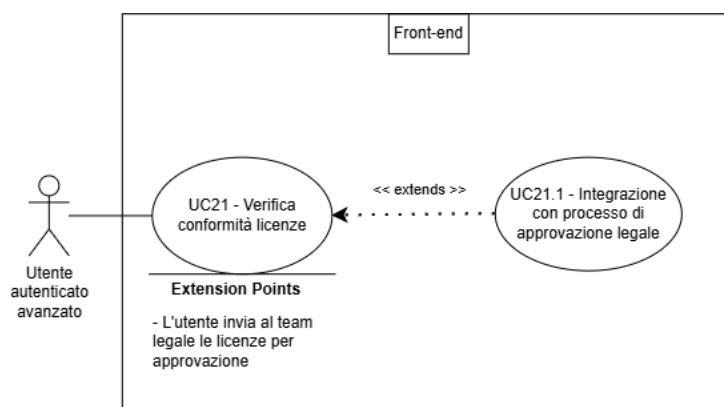 Front-end
UC21 - Verifica
conformità licenze
<< extends >>
UC21.1 - Integrazione
con processo di
approvazione legale
Utente
autenticato
avanzato
Extension Points
- L'utente invia al team
legale le licenze per
approvazione